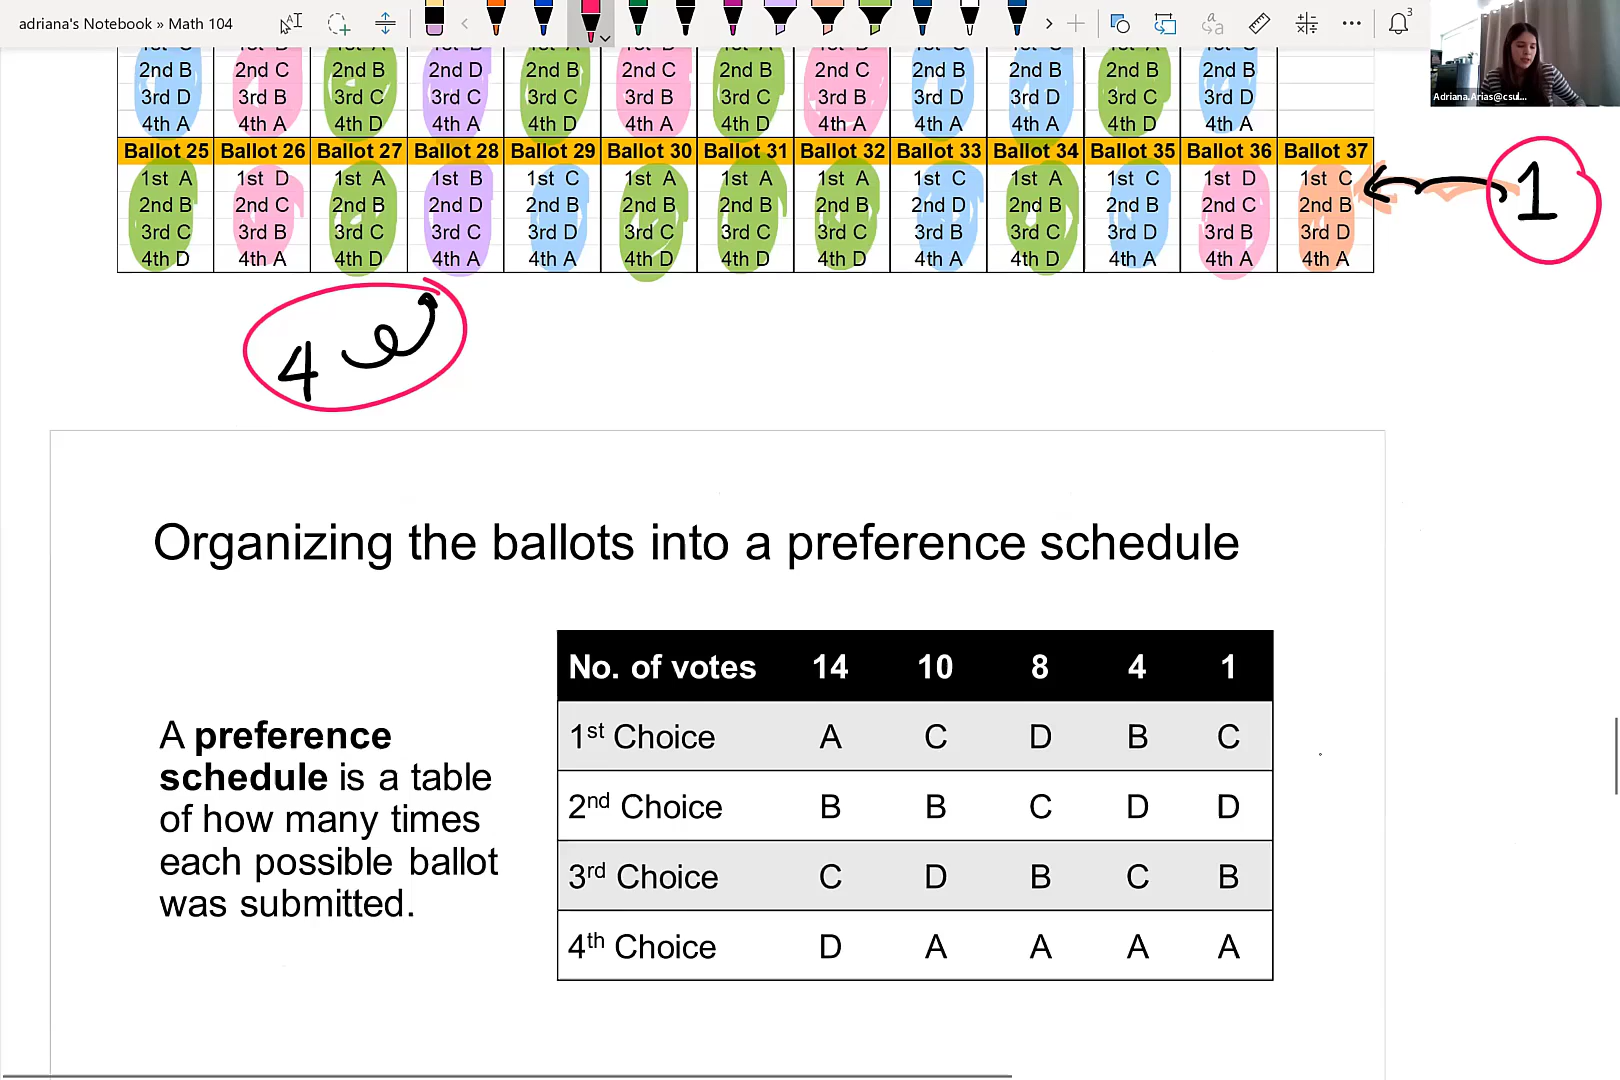 adriana's Notebook » Math 104
3
Adriana.Arias@csul...
2nd B 2nd C 2nd B 2nd D 2nd B 2nd C 2nd B 2nd C 2nd B 2nd B 2nd B 2nd B
3rd D 3rd B 3rd C 3rd C 3rd C 3rd B 3rd C 3rd B 3rd D 3rd D 3rd C 3rd D
4th A 4th A 4th D 4th A 4th D 4th A 4th D 4th A 4th A 4th A 4th D 4th A
Ballot 25 Ballot 26 Ballot 27 Ballot 28 Ballot 29 Ballot 30 Ballot 31 Ballot 32 Ballot 33 Ballot 34 Ballot 35 Ballot 36 Ballot 37
1st A 1st D 1st A 1st B 1st C 1st A 1st A 1st A 1st C 1st A 1st C 1st D 1st C
2nd B 2nd C 2nd B 2nd D 2nd B 2nd B 2nd B 2nd B 2nd D 2nd B 2nd B 2nd C 2nd B
3rd C 3rd B 3rd C 3rd C 3rd D 3rd C 3rd C 3rd C 3rd B 3rd C 3rd D 3rd B 3rd D
4th D 4th A 4th D 4th A 4th A 4th D 4th D 4th D 4th A 4th D 4th A 4th A 4th A
1
4
Organizing the ballots into a preference schedule
A preference
schedule is a table
of how many times
each possible ballot
was submitted.
No. of votes 14 10 8 4 1
1st Choice A C D B C
2nd Choice B B C D D
3rd Choice C D B C B
4th Choice D A A A A